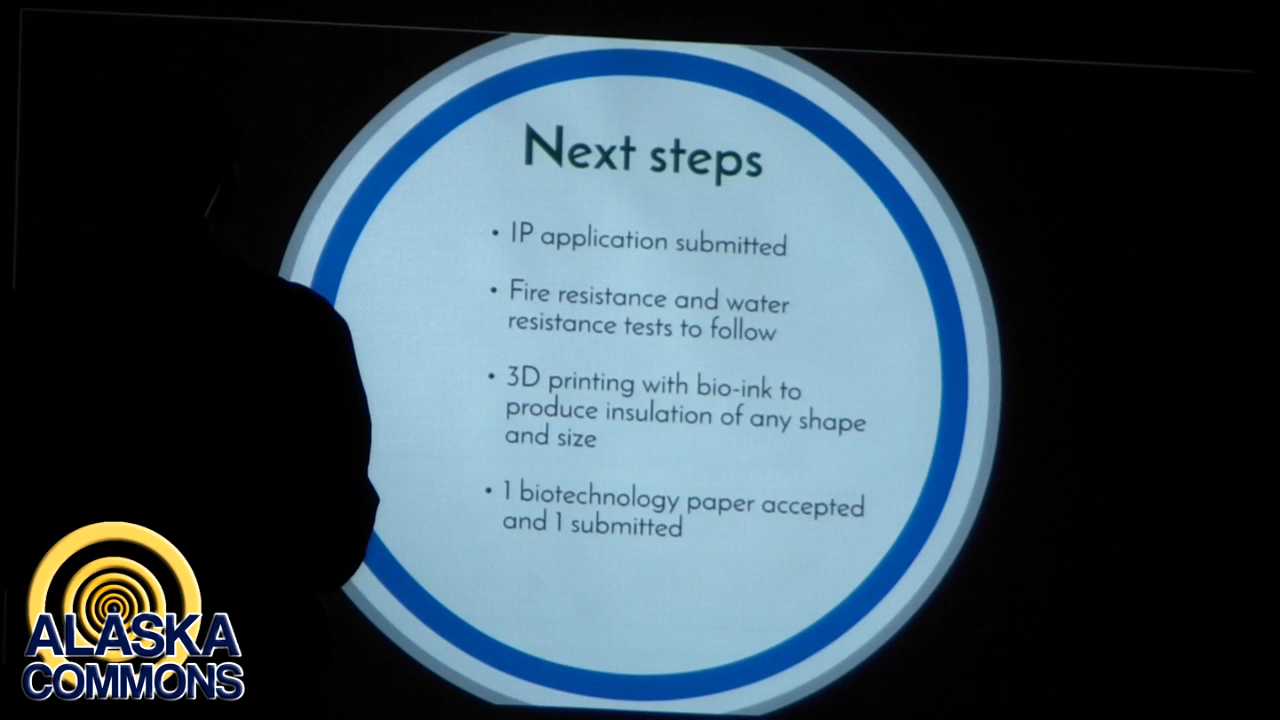 Next steps
• IP application submitted
• Fire resistance and water
resistance tests to follow
• 3D printing with bio-ink to
produce insulation of any shape
and size
• 1 biotechnology paper accepted
and 1 submitted
ALASKA
COMMONS